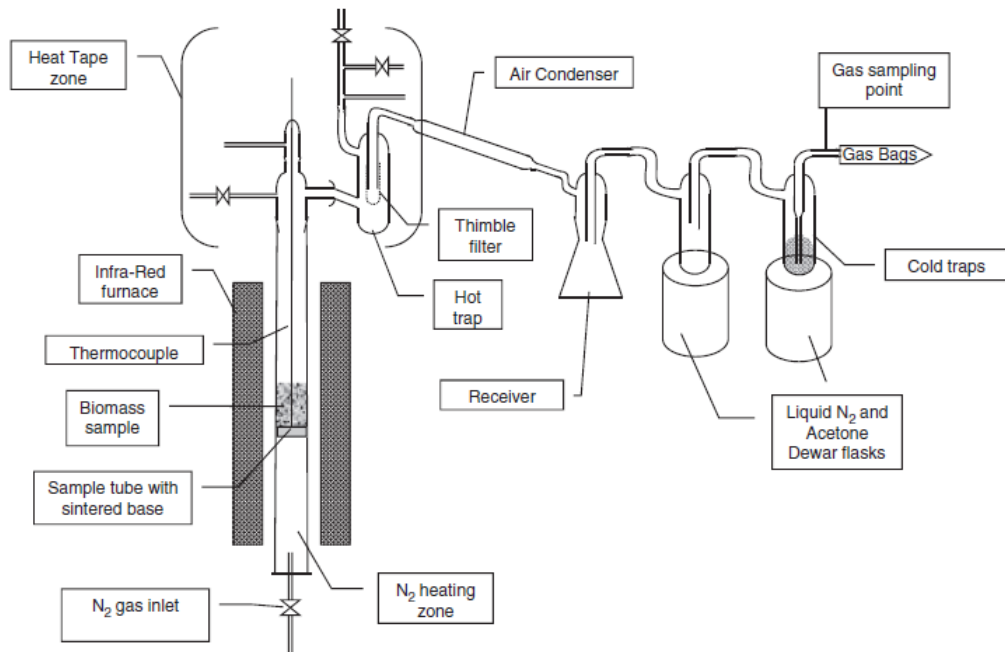 Heat Tape
zone
Air Condenser
Gas sampling
point
Gas Bags
Thimble
filter
Cold traps
Infra-Red
furnace
Hot
trap
Thermocouple
Receiver
Biomass
sample
Liquid N₂ and
Acetone
Dewar flasks
Sample tube with
sintered base
N₂ gas inlet
N₂ heating
zone